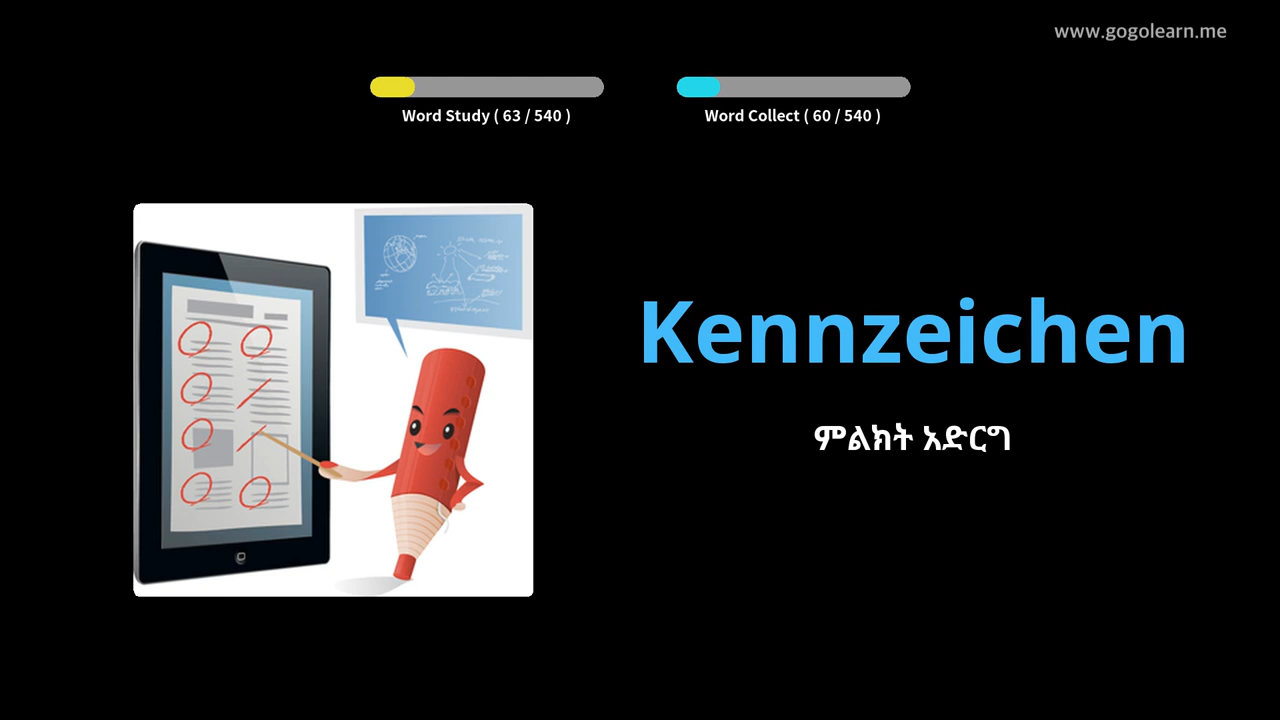 www.gogolearn.me
Word Study ( 63 / 540 )
Word Collect ( 60 / 540 )
Kennzeichen
ምልክት አድርግ